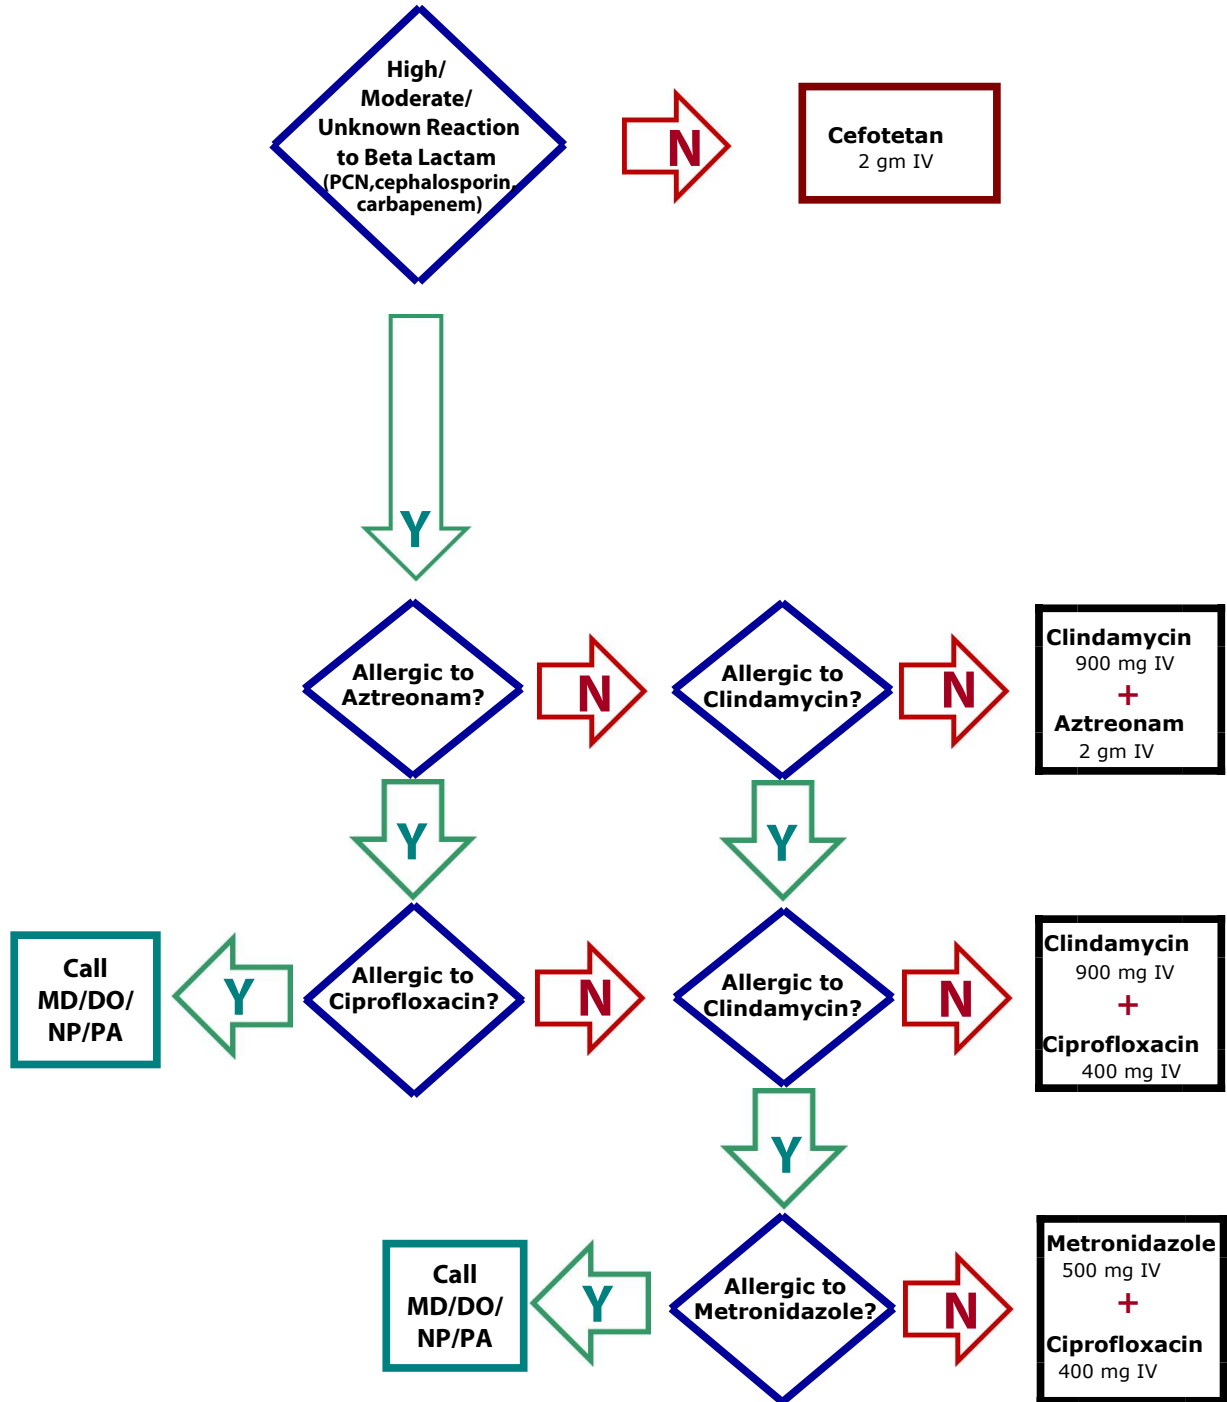 High/
Moderate/
Unknown Reaction
to Beta Lactam
(PCN,cephalosporin,
carbapenem)
N
Cefotetan
2 gm IV
Y
Allergic to
Aztreonam?
N
Allergic to
Clindamycin?
N
Clindamycin
900 mg IV
+
Aztreonam
2 gm IV
Y
Y
Call
MD/DO/
NP/PA
Y
Allergic to
Ciprofloxacin?
N
Allergic to
Clindamycin?
N
Clindamycin
900 mg IV
+
Ciprofloxacin
400 mg IV
Y
Call
MD/DO/
NP/PA
Y
Allergic to
Metronidazole?
N
Metronidazole
500 mg IV
+
Ciprofloxacin
400 mg IV